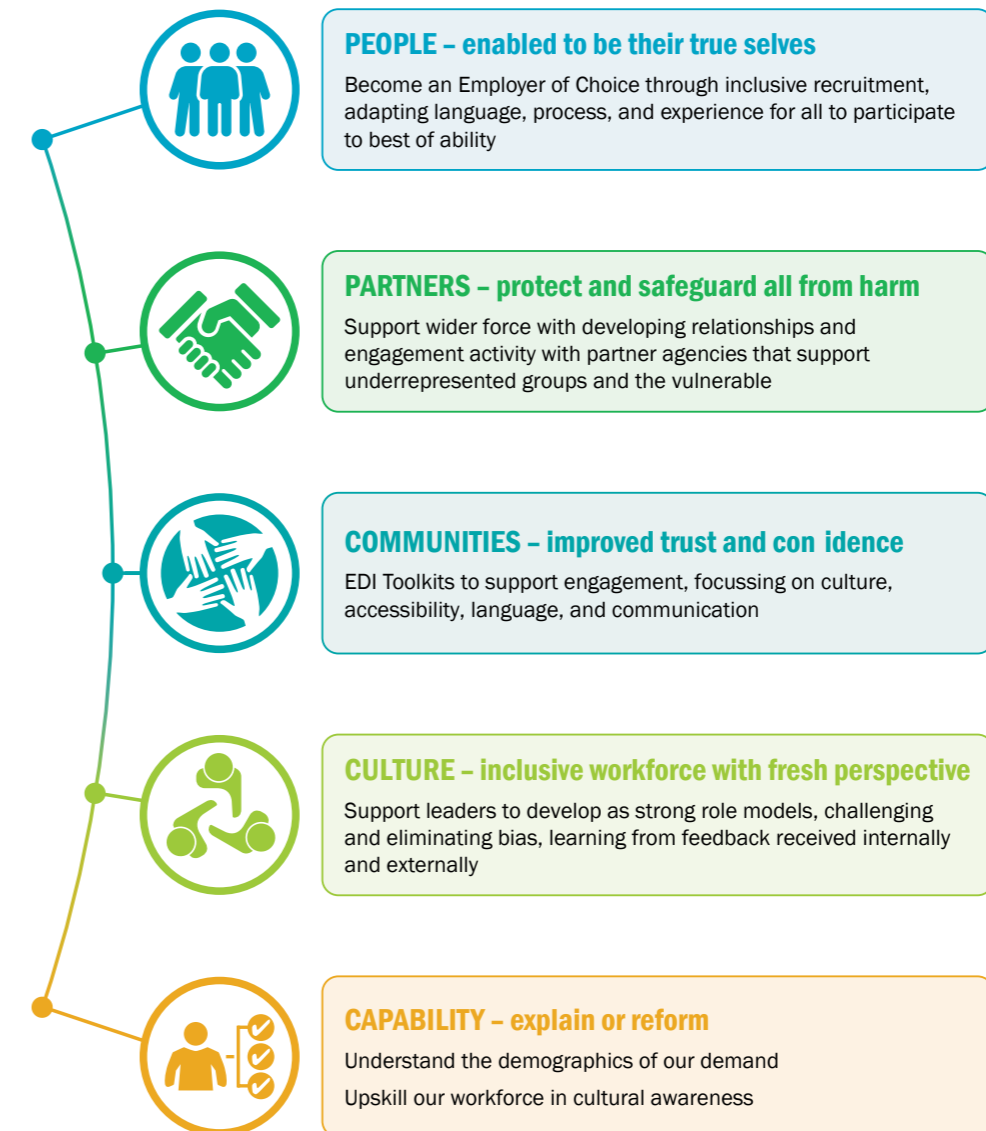 PEOPLE – enabled to be their true selves
Become an Employer of Choice through inclusive recruitment,
adapting language, process, and experience for all to participate
to best of ability
PARTNERS – protect and safeguard all from harm
Support wider force with developing relationships and
engagement activity with partner agencies that support
underrepresented groups and the vulnerable
COMMUNITIES – improved trust and con idence
EDI Toolkits to support engagement, focussing on culture,
accessibility, language, and communication
CULTURE – inclusive workforce with fresh perspective
Support leaders to develop as strong role models, challenging
and eliminating bias, learning from feedback received internally
and externally
CAPABILITY – explain or reform
Understand the demographics of our demand
Upskill our workforce in cultural awareness